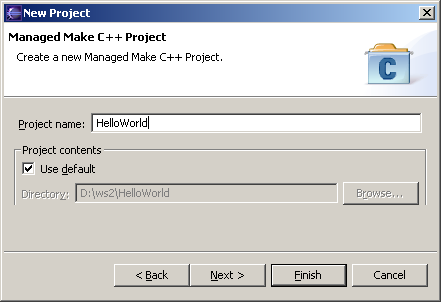 New Project
Managed Make C++ Project
Create a new Managed Make C++ Project.
C
Project name: HelloWorld
Project contents
Use default
Directory: D:\ws2\HelloWorld Browse...
< Back Next > Finish Cancel